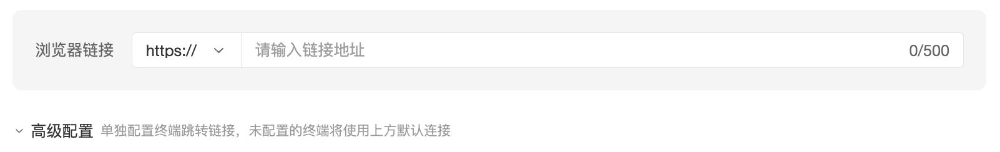 浏览器链接 https:// 请输入链接地址 0/500
高级配置 单独配置终端跳转链接，未配置的终端将使用上方默认连接